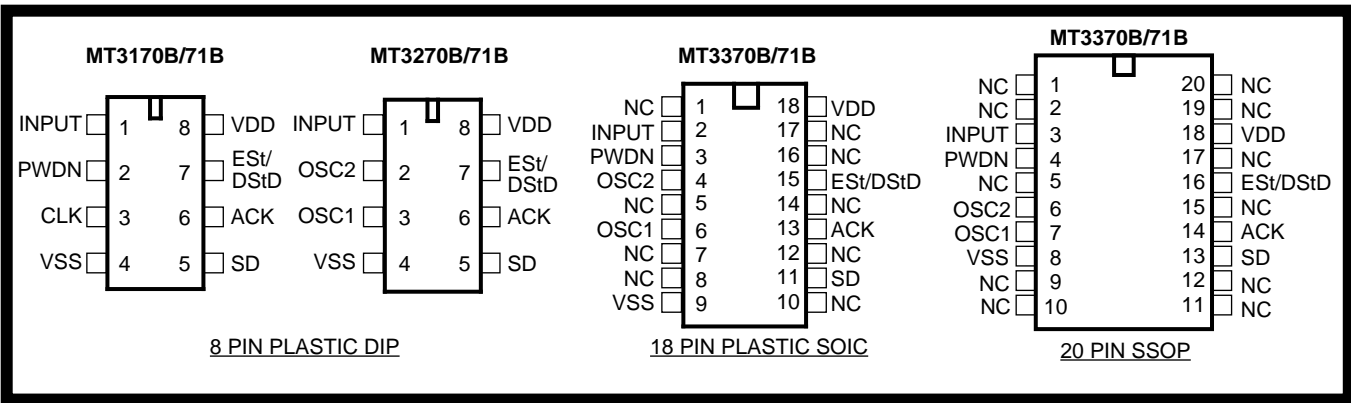 MT3170B/71B
INPUT 1 8 VDD
PWDN 2 7 ESt/
DStD
CLK 3 6 ACK
VSS 4 5 SD
MT3270B/71B
INPUT 1 8 VDD
OSC2 2 7 ESt/
DStD
OSC1 3 6 ACK
VSS 4 5 SD
8 PIN PLASTIC DIP
MT3370B/71B
NC 1 18 VDD
INPUT 2 17 NC
PWDN 3 16 NC
OSC2 4 15 ESt/DStD
NC 5 14 NC
OSC1 6 13 ACK
NC 7 12 NC
NC 8 11 SD
VSS 9 10 NC
18 PIN PLASTIC SOIC
MT3370B/71B
NC 1 20 NC
NC 2 19 NC
INPUT 3 18 VDD
PWDN 4 17 NC
NC 5 16 ESt/DStD
OSC2 6 15 NC
OSC1 7 14 ACK
VSS 8 13 SD
NC 9 12 NC
NC 10 11 NC
20 PIN SSOP